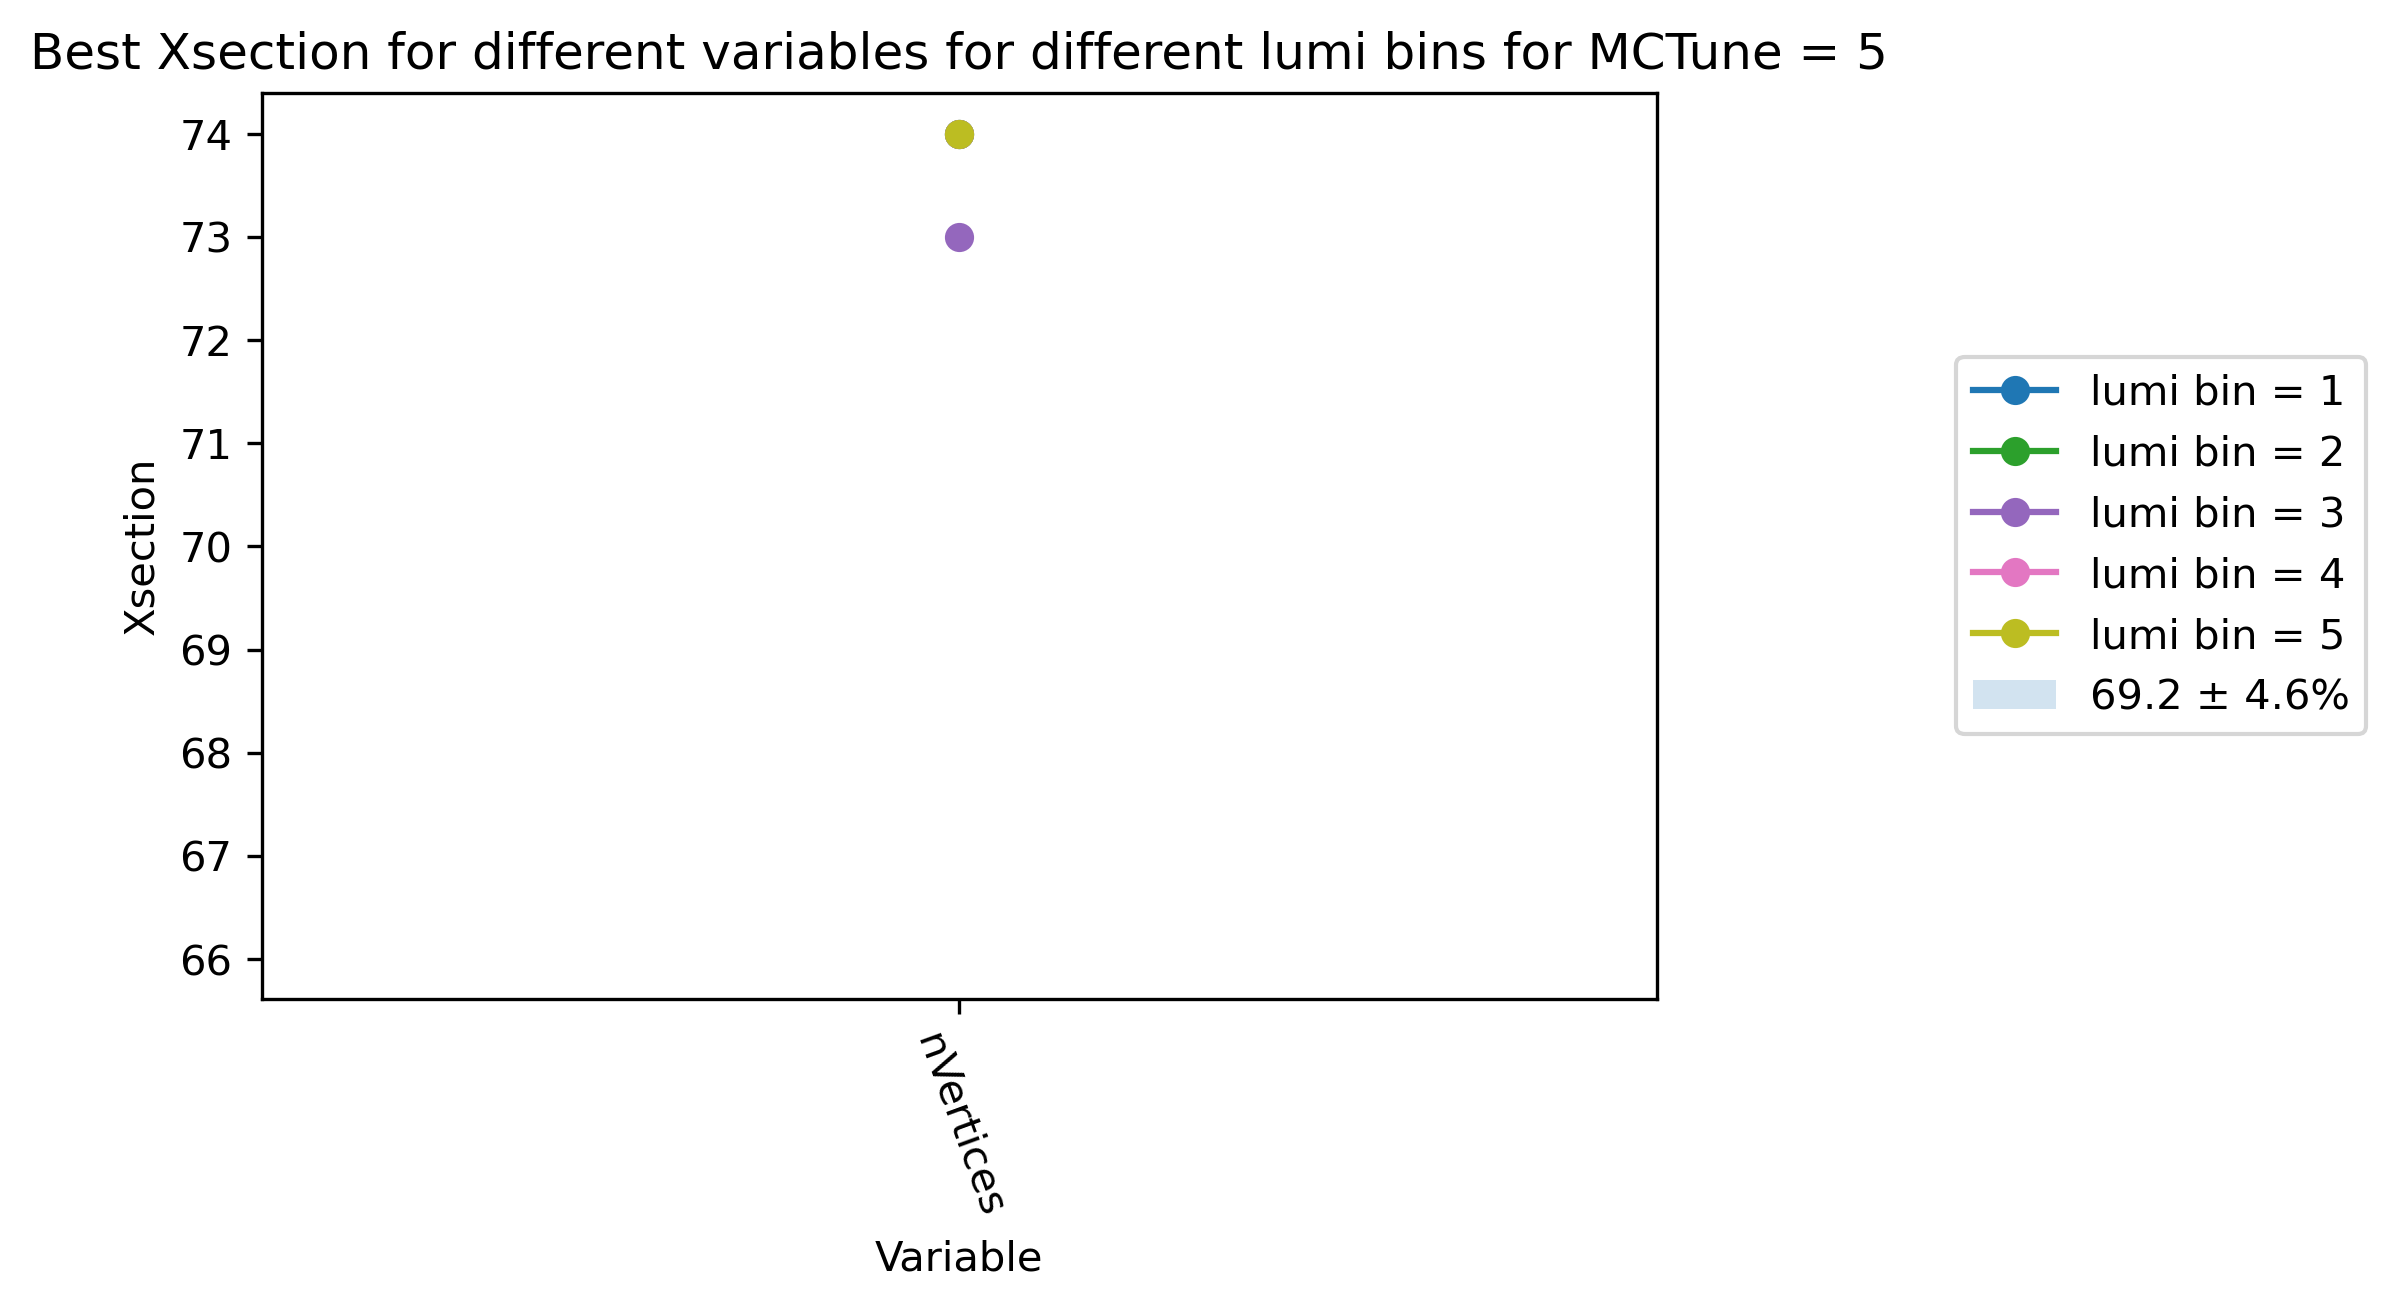 Best Xsection for different variables for different lumi bins for MCTune = 5
74
73
72
71
70
69
68
67
66
Xsection
nVertices
Variable
lumi bin = 1
lumi bin = 2
lumi bin = 3
lumi bin = 4
lumi bin = 5
69.2 ± 4.6%